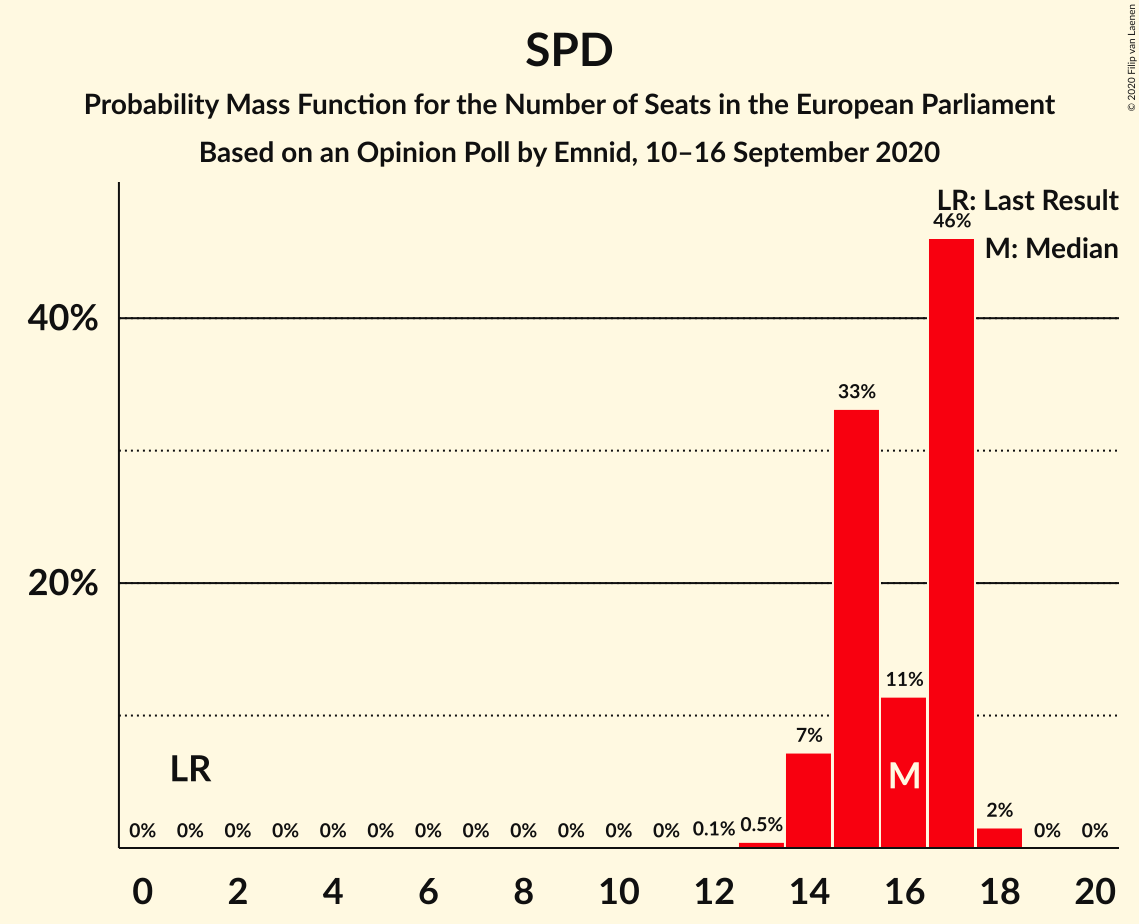 SPD
Probability Mass Function for the Number of Seats in the European Parliament
Based on an Opinion Poll by Emnid, 10–16 September 2020
© 2020 Filip van Laenen
LR: Last Result
M: Median
46%
40%
33%
20%
11%
7%
LR
M
0% 0% 0% 0% 0% 0% 0% 0% 0% 0% 0% 0% 0.1% 0.5% 2% 0% 0%
0 2 4 6 8 10 12 14 16 18 20